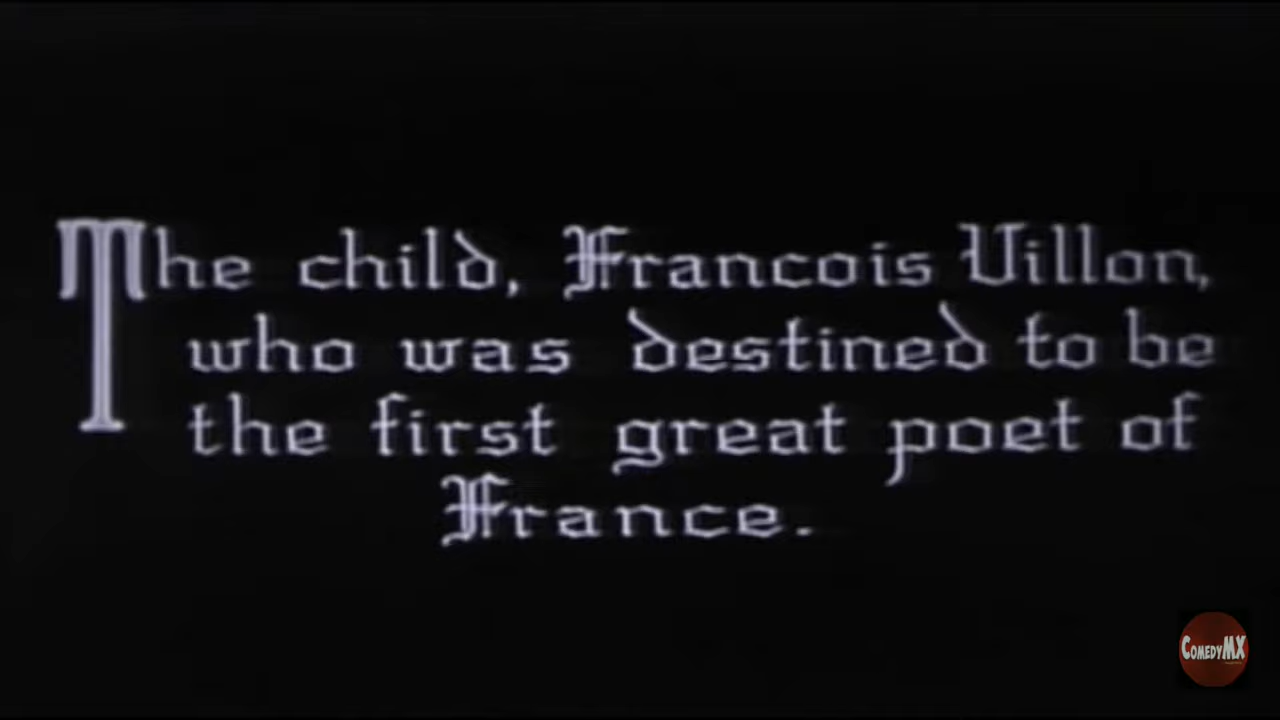 The child, Francois Villon,
who was destined to be
the first great poet of
France.
COMEDYMX